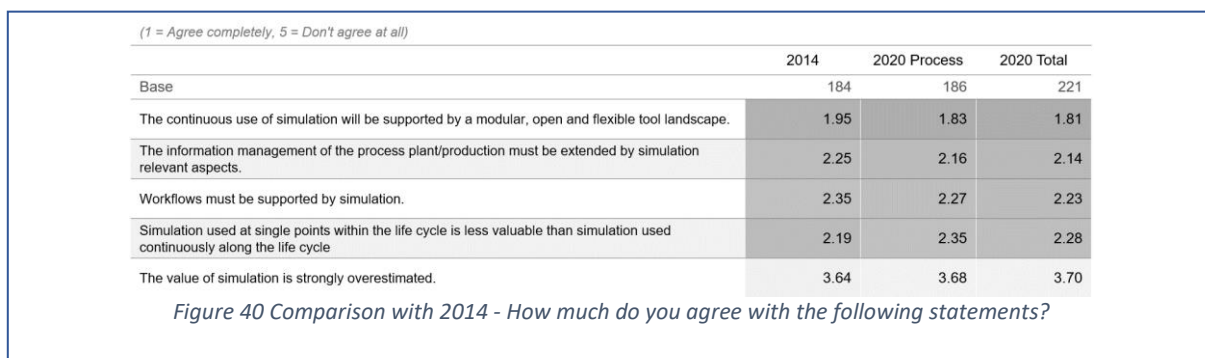 (1 = Agree completely, 5 = Don't agree at all)
2014 2020 Process 2020 Total
Base 184 186 221
The continuous use of simulation will be supported by a modular, open and flexible tool landscape. 1.95 1.83 1.81
The information management of the process plant/production must be extended by simulation
relevant aspects. 2.25 2.16 2.14
Workflows must be supported by simulation. 2.35 2.27 2.23
Simulation used at single points within the life cycle is less valuable than simulation used
continuously along the life cycle 2.19 2.35 2.28
The value of simulation is strongly overestimated. 3.64 3.68 3.70
Figure 40 Comparison with 2014 - How much do you agree with the following statements?